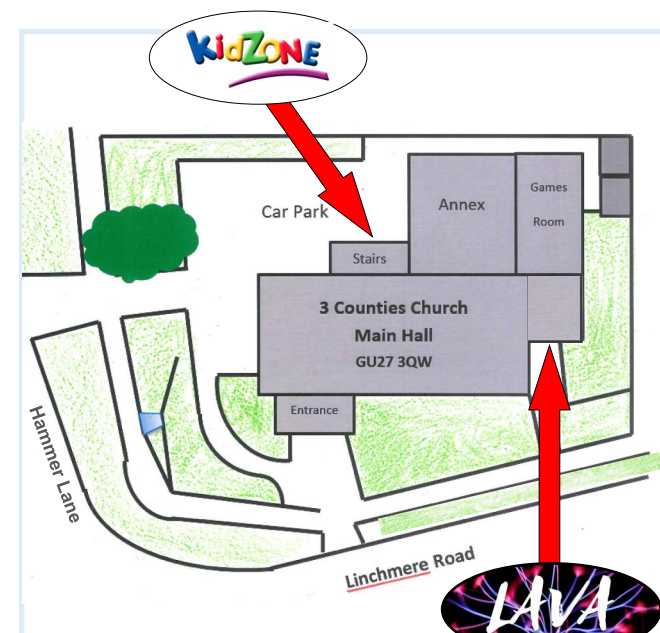 KidZONE
Car Park
Annex
Games
Room
Stairs
3 Counties Church
Main Hall
GU27 3QW
Entrance
Hammer Lane
Linchmere Road
LAVA